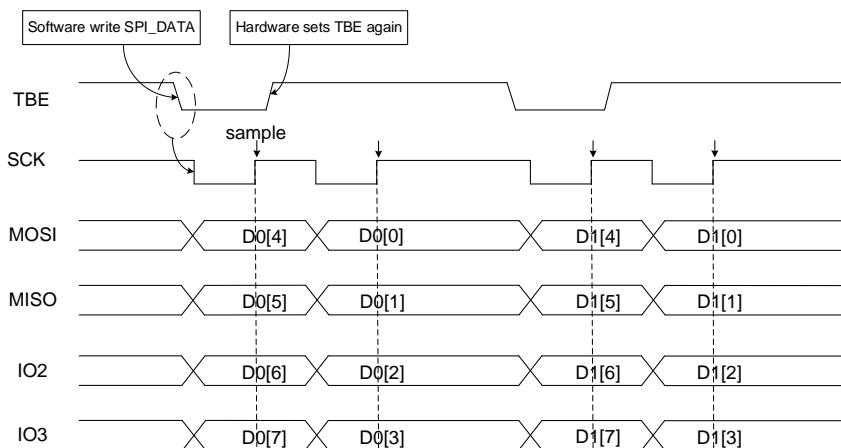 Software write SPI_DATA
Hardware sets TBE again
TBE
sample
SCK
MOSI D0[4] D0[0] D1[4] D1[0]
MISO D0[5] D0[1] D1[5] D1[1]
IO2 D0[6] D0[2] D1[6] D1[2]
IO3 D0[7] D0[3] D1[7] D1[3]